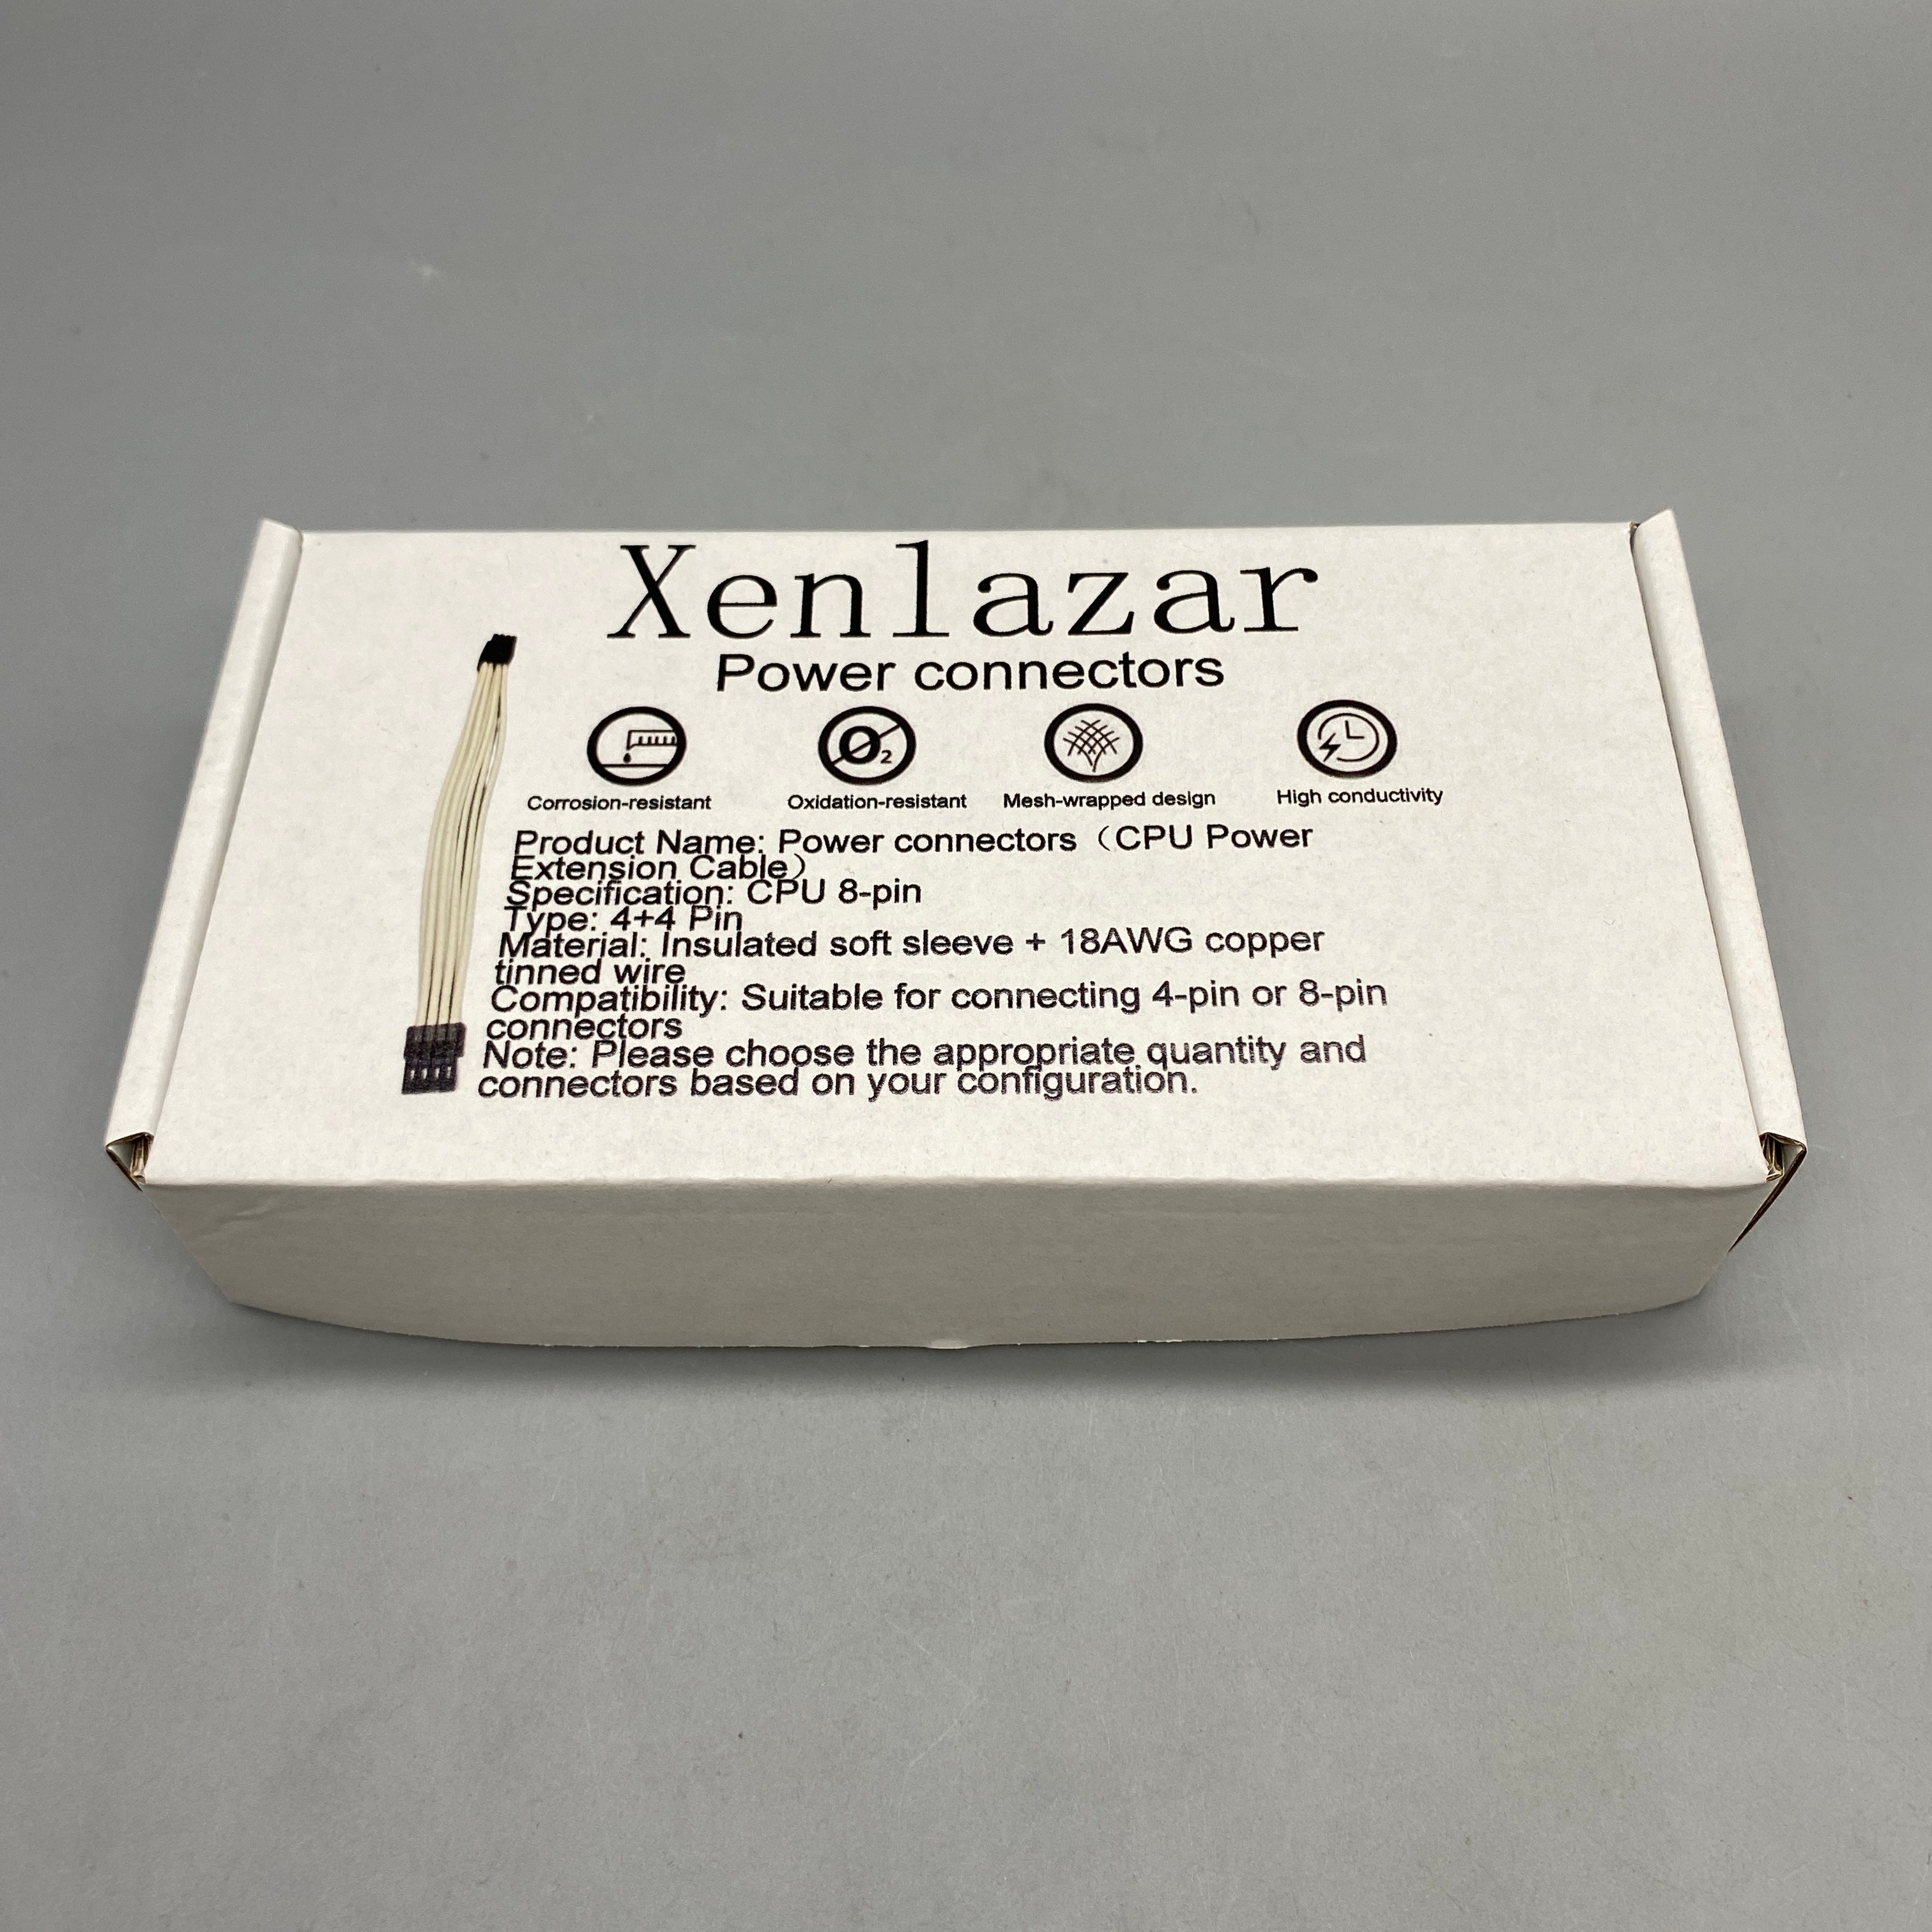 Xenlazar
Power connectors
O₂
Corrosion-resistant
Oxidation-resistant
Mesh-wrapped design
High conductivity
Product Name: Power connectors（CPU Power
Extension Cable）
Specification: CPU 8-pin
Type: 4+4 Pin
Material: Insulated soft sleeve + 18AWG copper
tinned wire
Compatibility: Suitable for connecting 4-pin or 8-pin
connectors
Note: Please choose the appropriate quantity and
connectors based on your configuration.